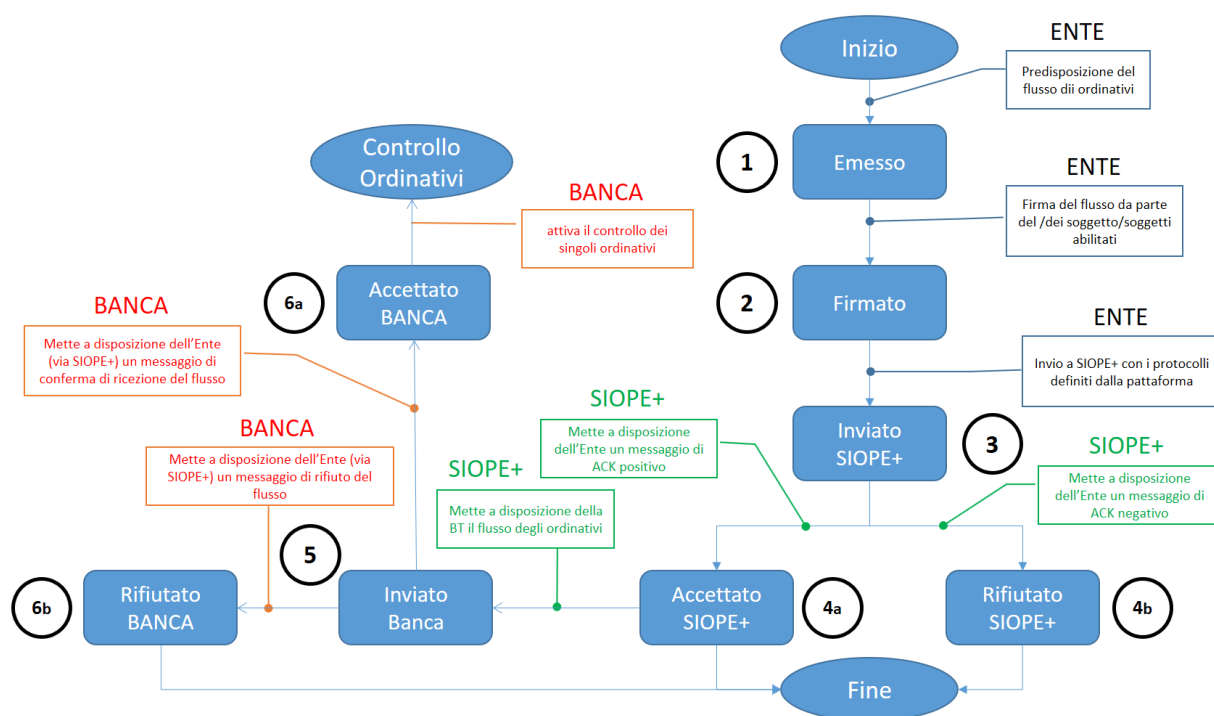 Inizio
ENTE
Predisposizione del
flusso dii ordinativi
1
Emesso
ENTE
Firma del flusso da parte
del /dei soggetto/soggetti
abilitati
2
Firmato
ENTE
Invio a SIOPE+ con i protocolli
definiti dalla pattaforma
Inviato
SIOPE+
3
SIOPE+
Mette a disposizione
dell'Ente un messaggio di
ACK positivo
SIOPE+
Mette a disposizione
dell'Ente un messaggio di
ACK negativo
Accettato
SIOPE+
4a
Rifiutato
SIOPE+
4b
SIOPE+
Mette a disposizione della
BT il flusso degli ordinativi
5
Inviato
Banca
BANCA
Mette a disposizione dell'Ente
(via SIOPE+) un messaggio di
conferma di ricezione del flusso
6a
Accettato
BANCA
BANCA
attiva il controllo dei
singoli ordinativi
Controllo
Ordinativi
BANCA
Mette a disposizione dell'Ente (via
SIOPE+) un messaggio di rifiuto del
flusso
6b
Rifiutato
BANCA
Fine